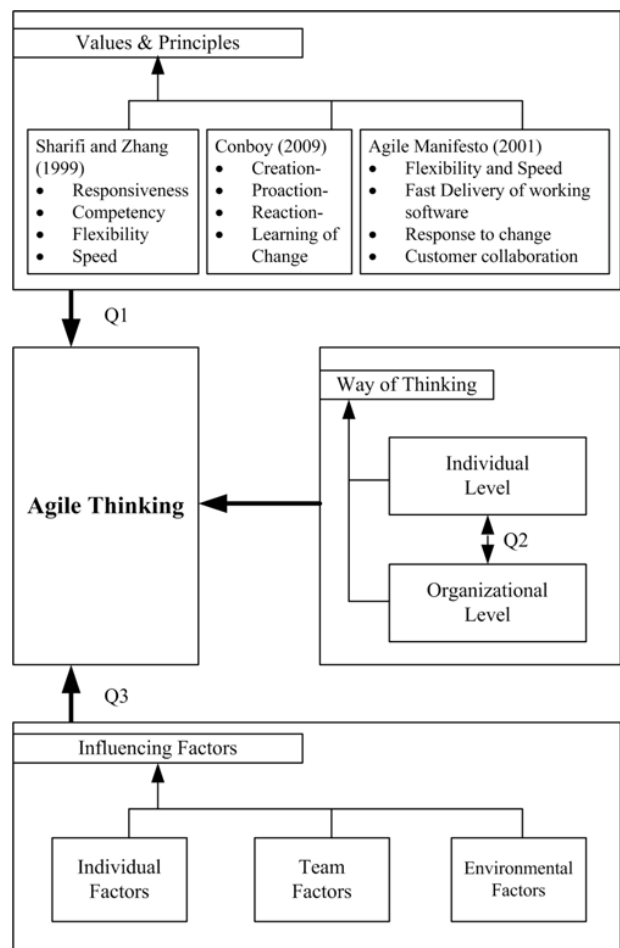 Values & Principles
Sharifi and Zhang
(1999)
• Responsiveness
• Competency
• Flexibility
• Speed
Conboy (2009)
• Creation-
• Proaction-
• Reaction-
• Learning of
Change
Agile Manifesto (2001)
• Flexibility and Speed
• Fast Delivery of working
software
• Response to change
• Customer collaboration
Q1
Agile Thinking
Way of Thinking
Individual
Level
Q2
Organizational
Level
Q3
Influencing Factors
Individual
Factors
Team
Factors
Environmental
Factors